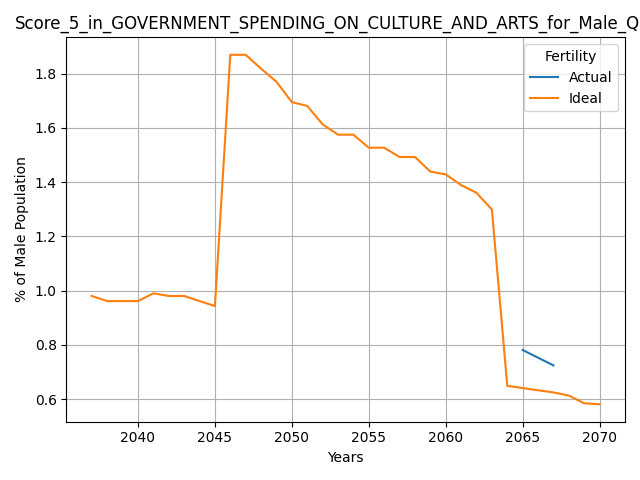 Score_5_in_GOVERNMENT_SPENDING_ON_CULTURE_AND_ARTS_for_Male_Q
Fertility
Actual
Ideal
% of Male Population
1.8
1.6
1.4
1.2
1.0
0.8
0.6
2040 2045 2050 2055 2060 2065 2070
Years